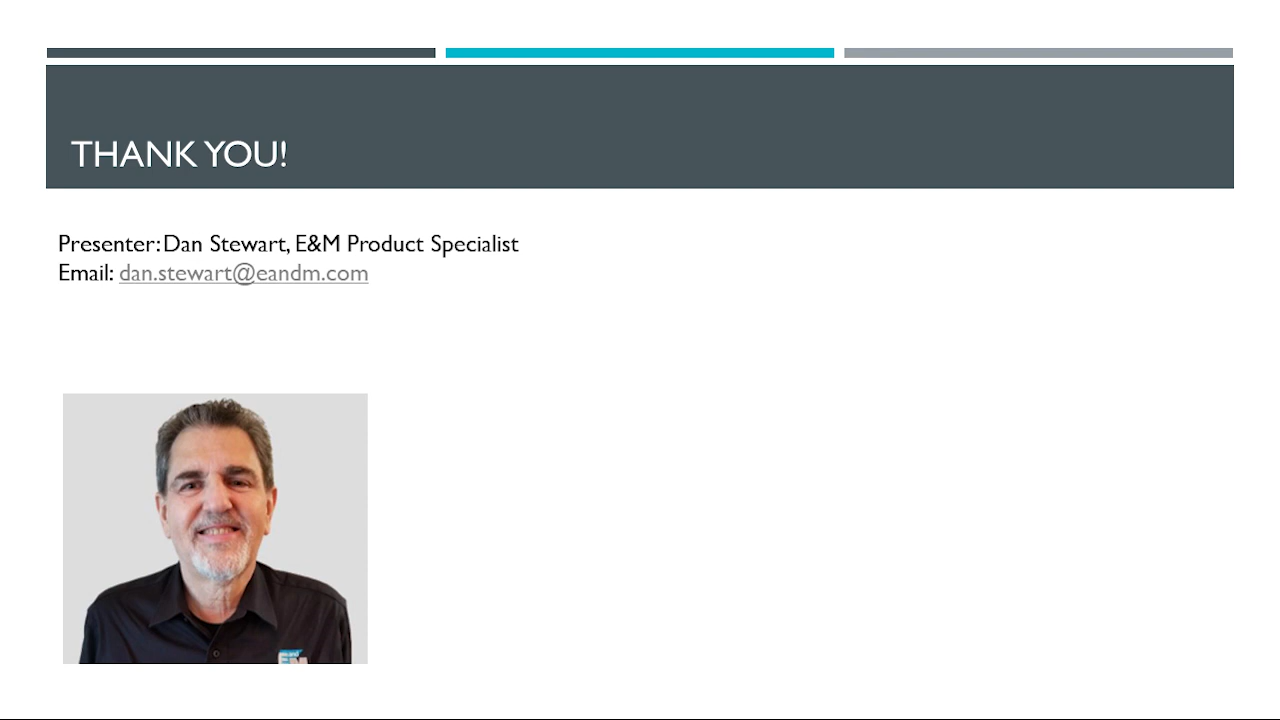 THANK YOU!
Presenter: Dan Stewart, E&M Product Specialist
Email: dan.stewart@eandm.com